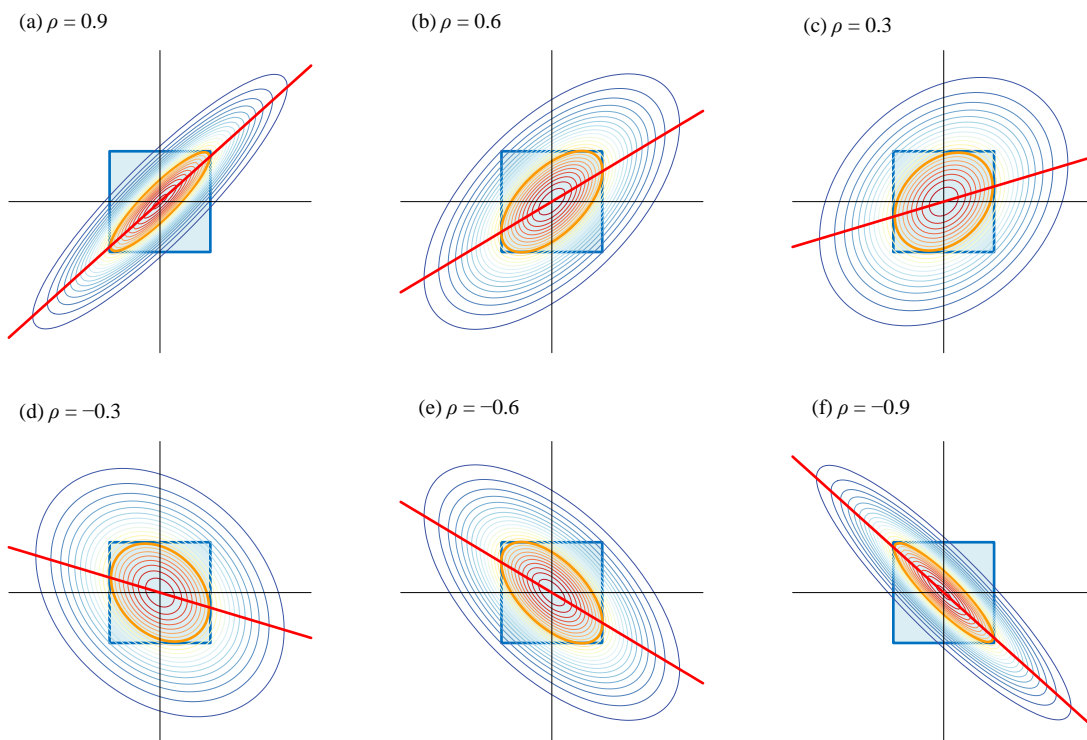 (a) ρ = 0.9
(b) ρ = 0.6
(c) ρ = 0.3
(d) ρ = −0.3
(e) ρ = −0.6
(f) ρ = −0.9